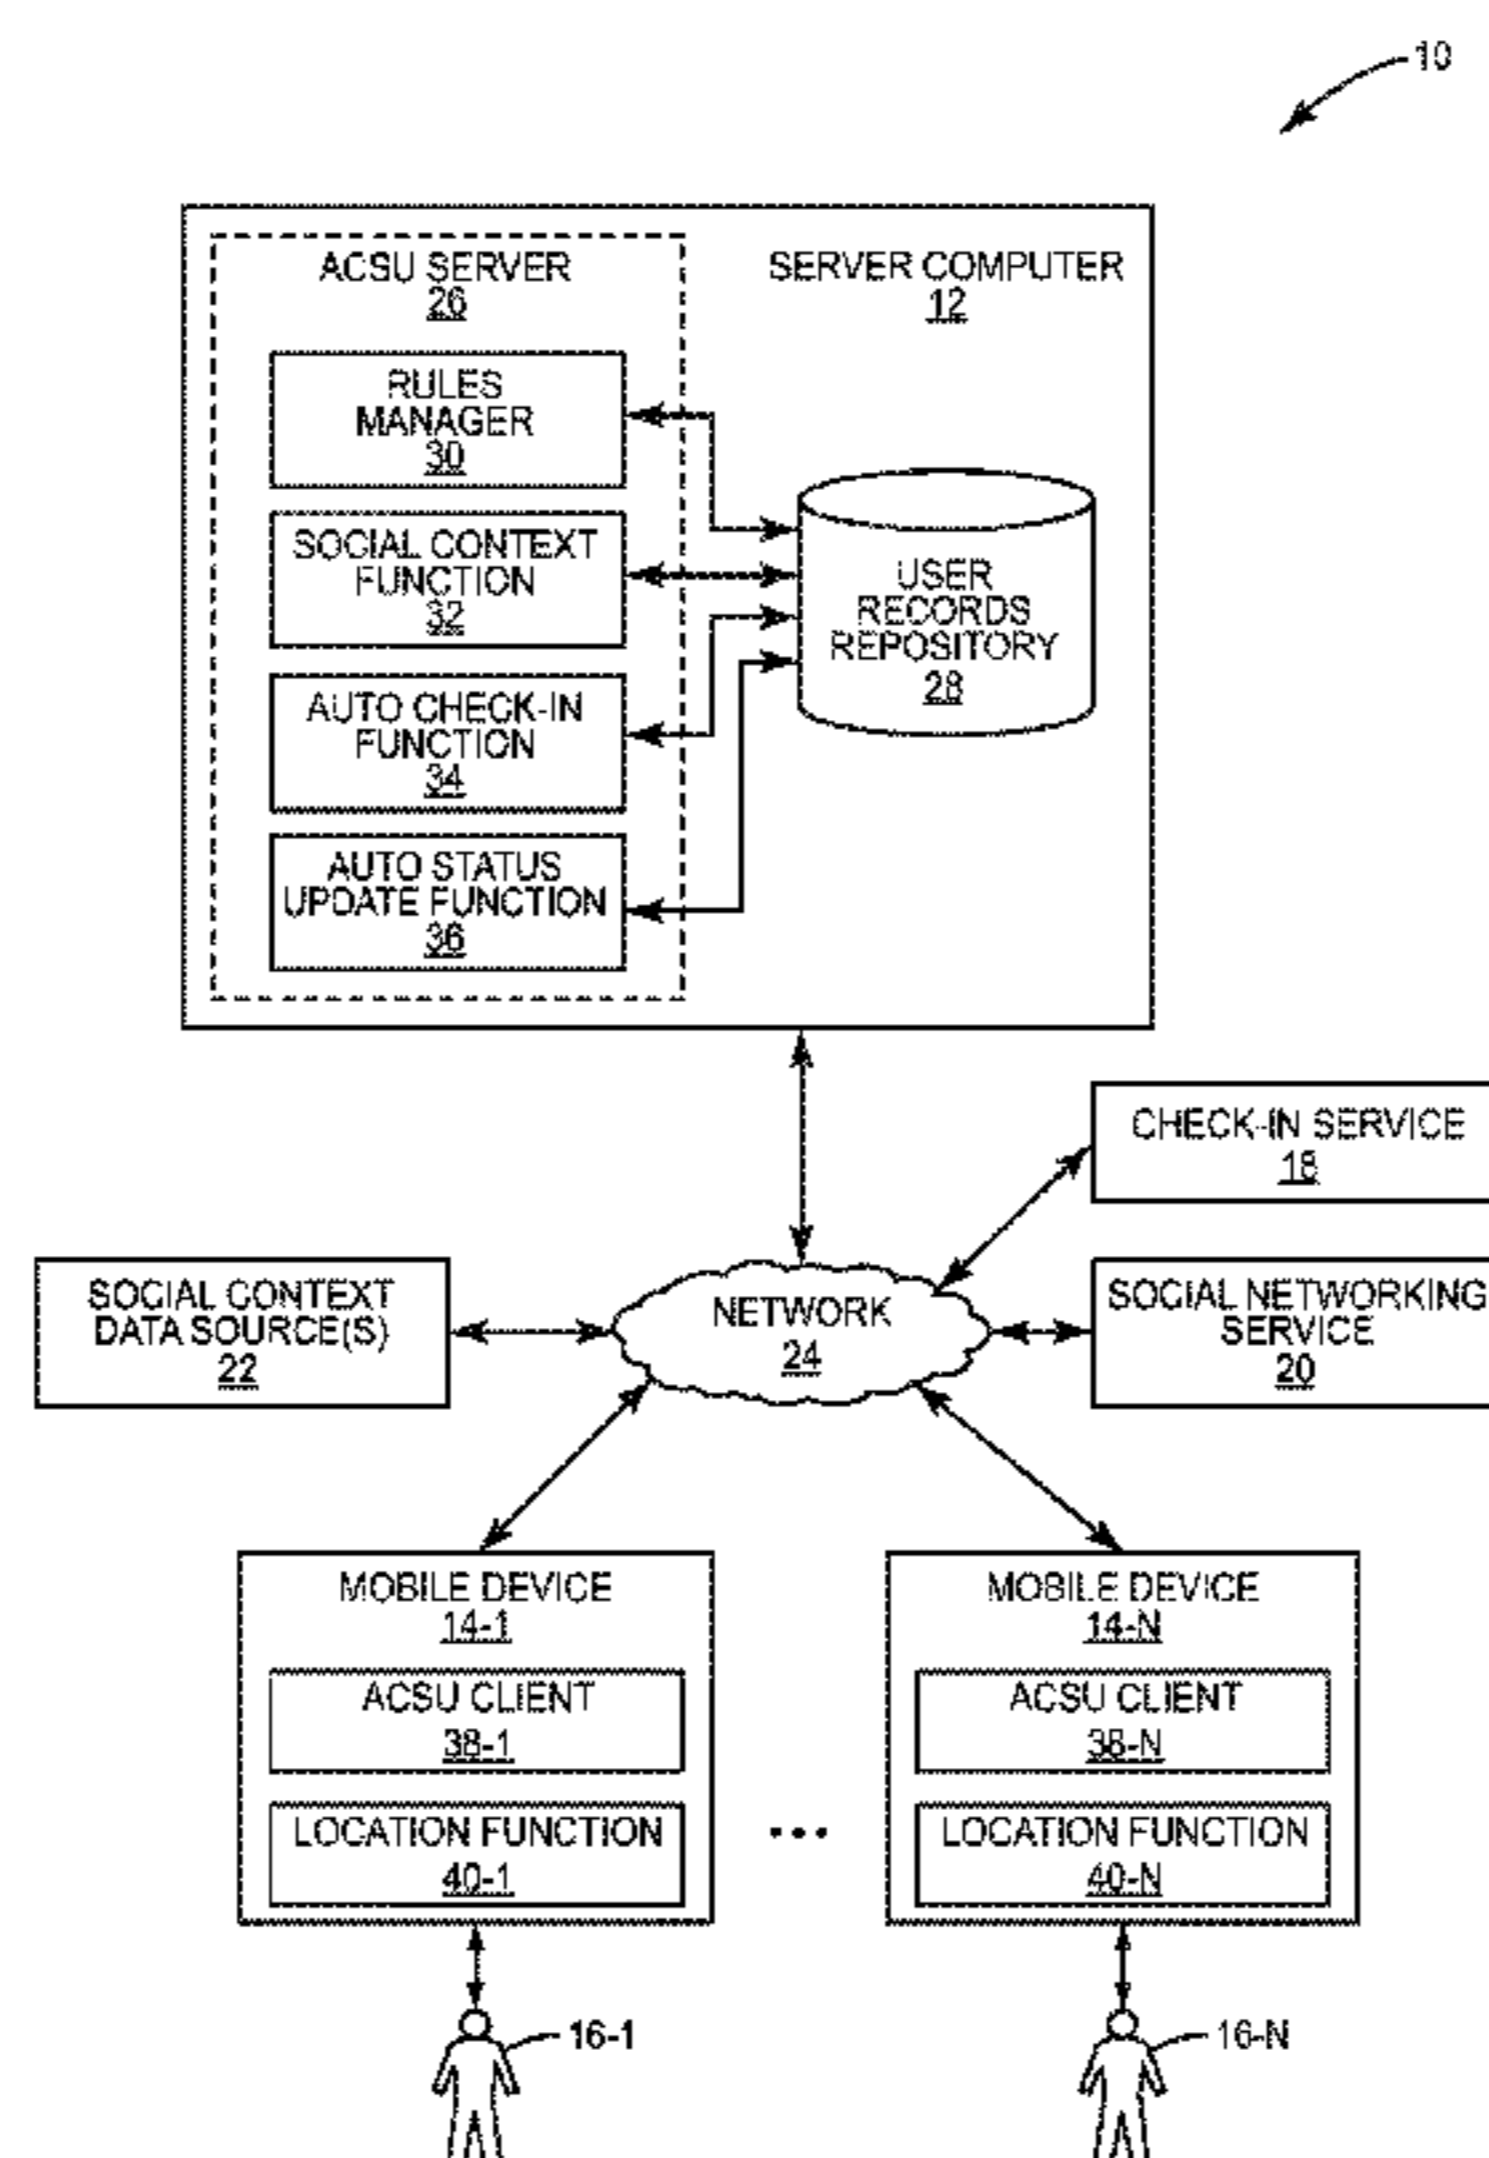 10
ACSU SERVER
26
SERVER COMPUTER
12
RULES
MANAGER
30
SOCIAL CONTEXT
FUNCTION
32
AUTO CHECK-IN
FUNCTION
34
AUTO STATUS
UPDATE FUNCTION
36
USER
RECORDS
REPOSITORY
28
CHECK-IN SERVICE
18
SOCIAL CONTEXT
DATA SOURCE(S)
22
NETWORK
24
SOCIAL NETWORKING
SERVICE
20
MOBILE DEVICE
14-1
ACSU CLIENT
38-1
LOCATION FUNCTION
40-1
...
MOBILE DEVICE
14-N
ACSU CLIENT
38-N
LOCATION FUNCTION
40-N
16-1
16-N